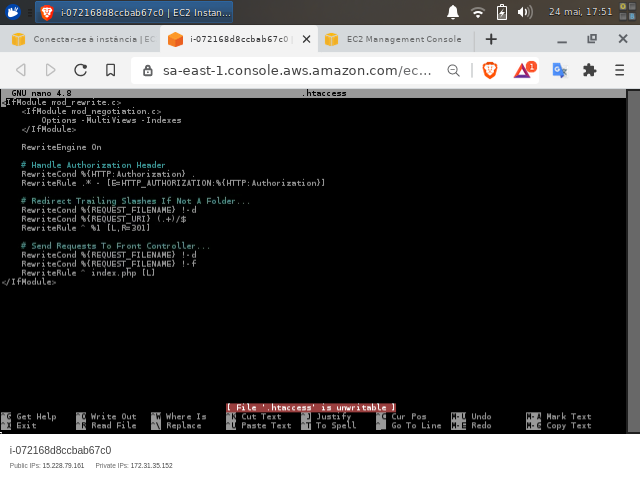 i-072168d8ccbab67c0 | EC2 Instan...
24 mai, 17:51
Conectar-se à instância | EC
i-072168d8ccbab67c0 |
EC2 Management Console
sa-east-1.console.aws.amazon.com/ec...
1
GNU nano 4.8 .htaccess
<IfModule mod_rewrite.c>
<IfModule mod_negotiation.c>
Options -MultiViews -Indexes
</IfModule>
RewriteEngine On
# Handle Authorization Header
RewriteCond %{HTTP:Authorization} .
RewriteRule .* - [E=HTTP_AUTHORIZATION:%{HTTP:Authorization}]
# Redirect Trailing Slashes If Not A Folder...
RewriteCond %{REQUEST_FILENAME} !-d
RewriteCond %{REQUEST_URI} (.+)/$
RewriteRule ^ %1 [L,R=301]
# Send Requests To Front Controller...
RewriteCond %{REQUEST_FILENAME} !-d
RewriteCond %{REQUEST_FILENAME} !-f
RewriteRule ^ index.php [L]
</IfModule>
[ File '.htaccess' is unwritable ]
^G Get Help ^O Write Out ^W Where Is ^K Cut Text ^J Justify ^C Cur Pos M-U Undo M-A Mark Text
^X Exit ^R Read File ^\ Replace ^U Paste Text ^T To Spell ^_ Go To Line M-E Redo M-6 Copy Text
i-072168d8ccbab67c0
Public IPs: 15.228.79.161 Private IPs: 172.31.35.152